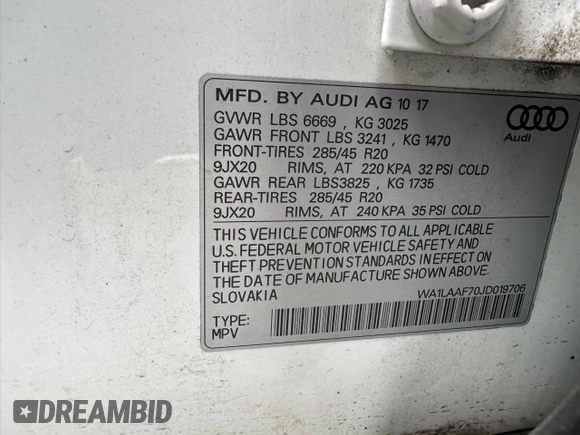 MFD. BY AUDI AG 10 17
GVWR LBS 6669 , KG 3025
GAWR FRONT LBS 3241 , KG 1470
FRONT-TIRES 285/45 R20
9JX20 RIMS, AT 220 KPA 32 PSI COLD
GAWR REAR LBS3825 , KG 1735
REAR-TIRES 285/45 R20
9JX20 RIMS, AT 240 KPA 35 PSI COLD
Audi
THIS VEHICLE CONFORMS TO ALL APPLICABLE
U.S. FEDERAL MOTOR VEHICLE SAFETY AND
THEFT PREVENTION STANDARDS IN EFFECT ON
THE DATE OF MANUFACTURE SHOWN ABOVE.
SLOVAKIA WA1LAAF70JD019706
TYPE:
MPV
DREAMBID